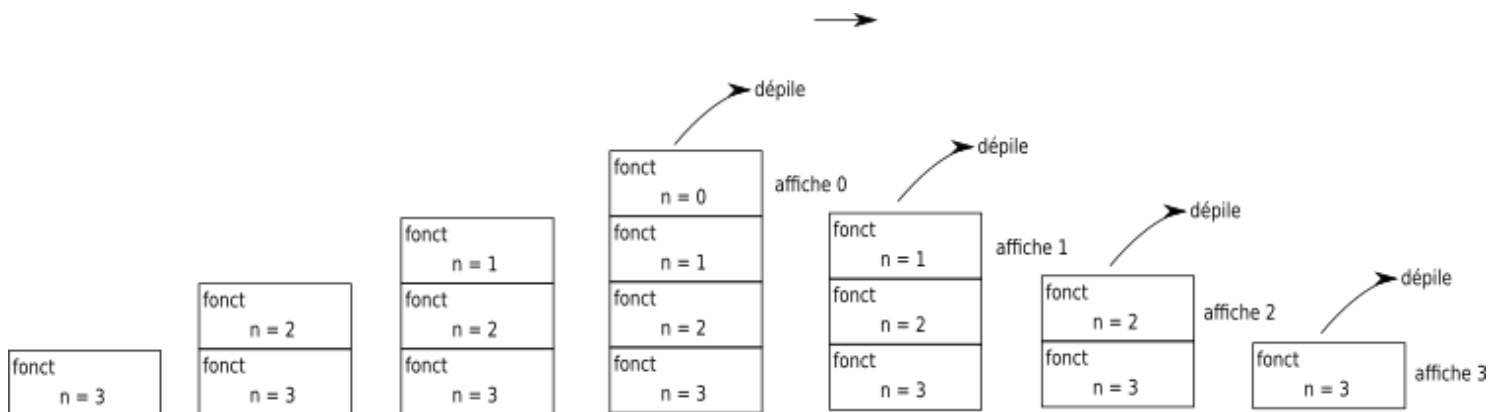 fonct
n = 3
fonct
n = 2
fonct
n = 3
fonct
n = 1
fonct
n = 2
fonct
n = 3
dépile
fonct
n = 0
affiche 0
fonct
n = 1
fonct
n = 2
fonct
n = 3
dépile
fonct
n = 1
affiche 1
fonct
n = 2
fonct
n = 3
dépile
fonct
n = 2
affiche 2
fonct
n = 3
dépile
fonct
n = 3
affiche 3